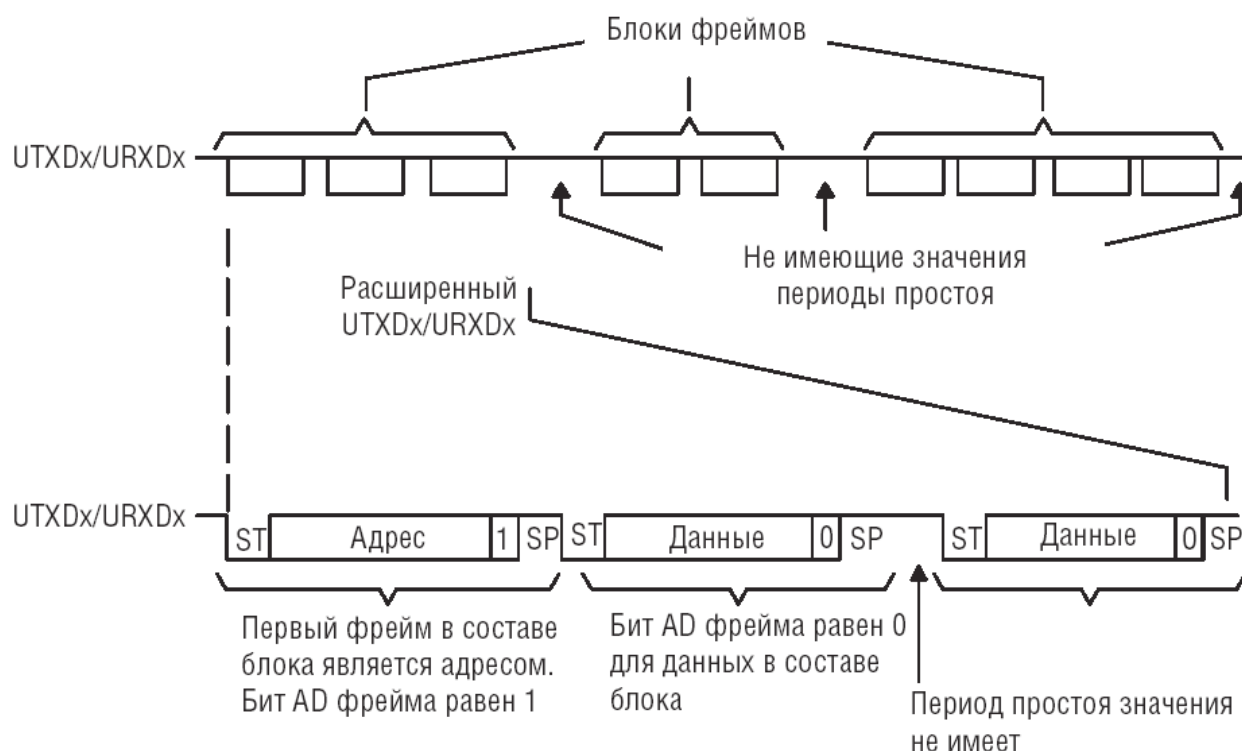 Блоки фреймов
UTXDx/URXDx
Не имеющие значения
периоды простоя
Расширенный
UTXDx/URXDx
UTXDx/URXDx
ST Адрес 1 SP ST Данные 0 SP ST Данные 0 SP
Первый фрейм в составе
блока является адресом.
Бит AD фрейма равен 1
Бит AD фрейма равен 0
для данных в составе
блока
Период простоя значения
не имеет